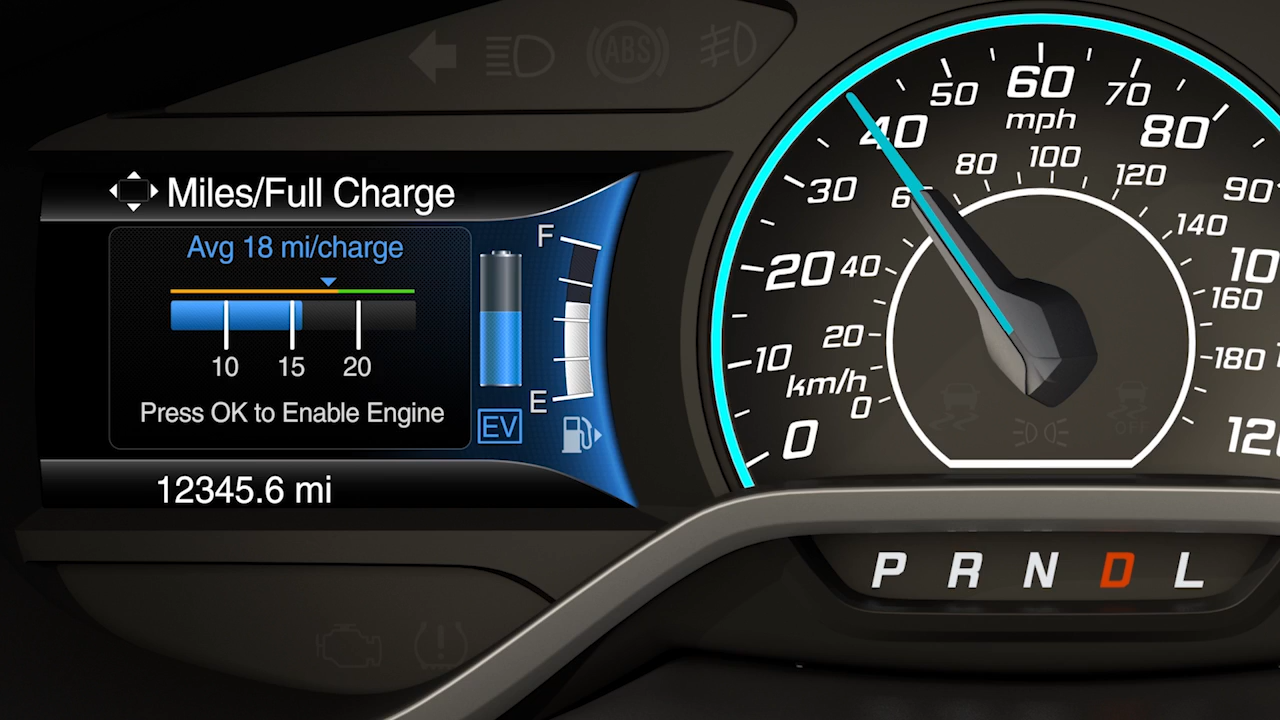 ABS
Miles/Full Charge
Avg 18 mi/charge
10 15 20
Press OK to Enable Engine
F
E
EV
12345.6 mi
0 10 20 30 40 50 60 70 80 90
mph
km/h
0 20 40 80 100 120 140 160 180
OFF
P R N D L